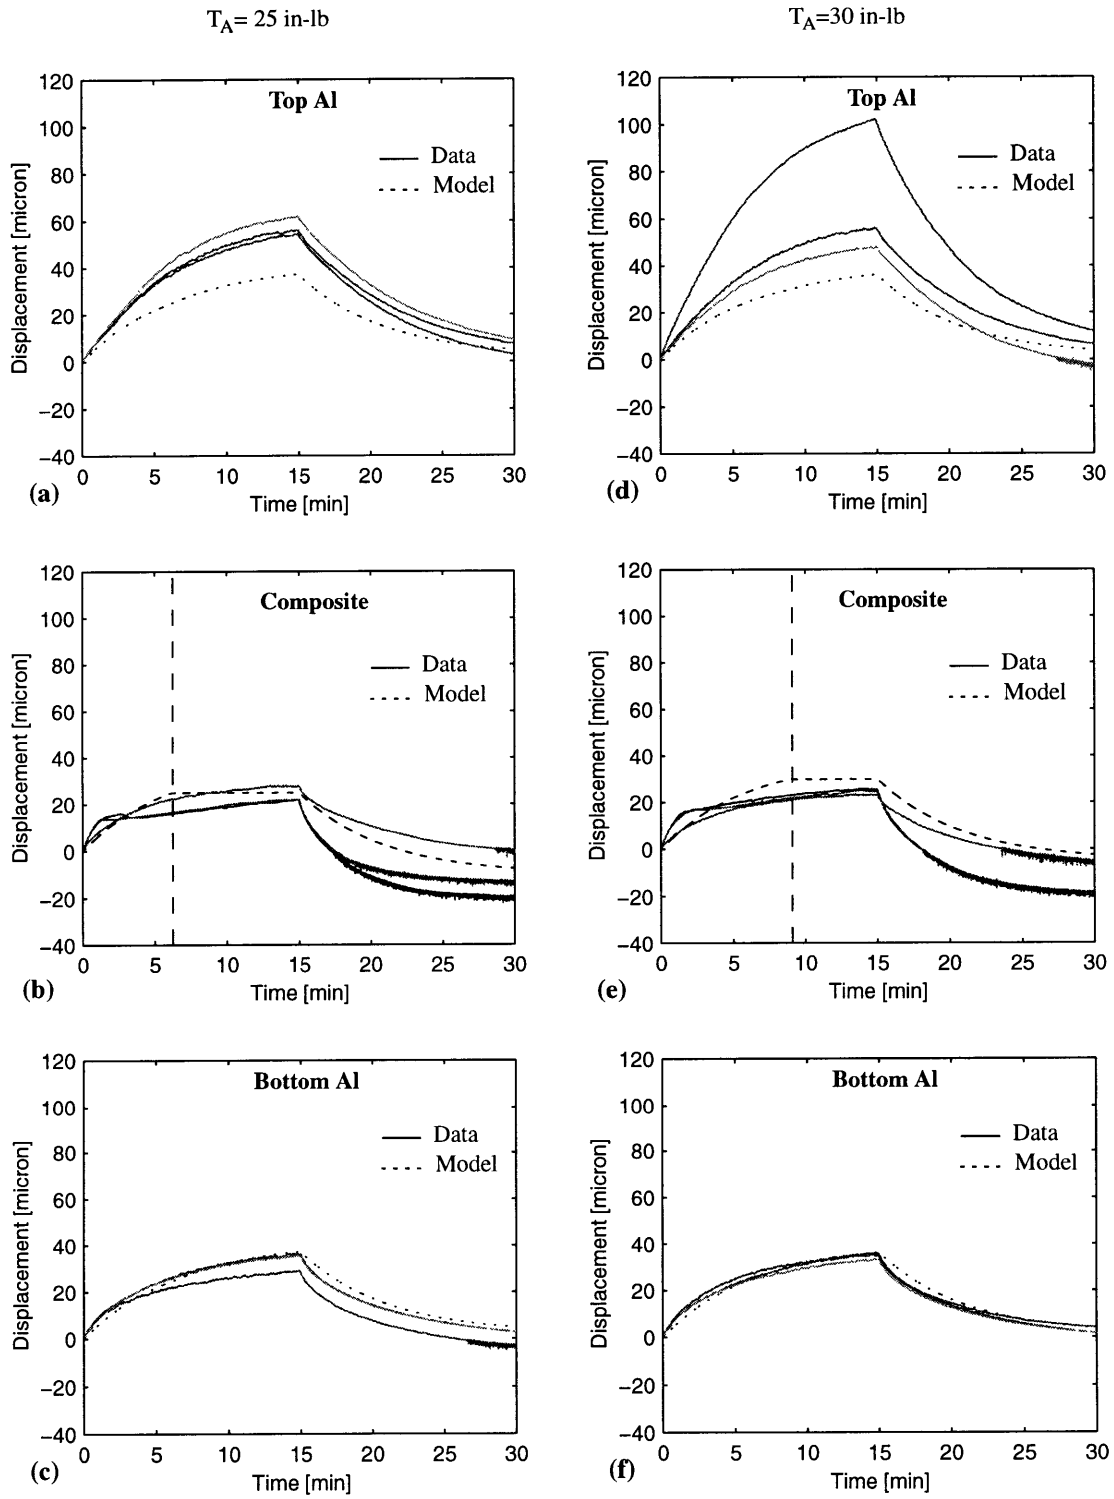 T_A= 25 in-lb
T_A=30 in-lb
120
100
80
60
40
20
0
−20
−40
Displacement [micron]
Top Al
Data
Model
0 5 10 15 20 25 30
Time [min]
(a)
120
100
80
60
40
20
0
−20
−40
Displacement [micron]
Top Al
Data
Model
0 5 10 15 20 25 30
Time [min]
(d)
120
100
80
60
40
20
0
−20
−40
Displacement [micron]
Composite
Data
Model
0 5 10 15 20 25 30
Time [min]
(b)
120
100
80
60
40
20
0
−20
−40
Displacement [micron]
Composite
Data
Model
0 5 10 15 20 25 30
Time [min]
(e)
120
100
80
60
40
20
0
−20
−40
Displacement [micron]
Bottom Al
Data
Model
0 5 10 15 20 25 30
Time [min]
(c)
120
100
80
60
40
20
0
−20
−40
Displacement [micron]
Bottom Al
Data
Model
0 5 10 15 20 25 30
Time [min]
(f)